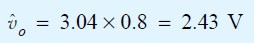 v̂ₒ = 3.04 × 0.8 = 2.43 V